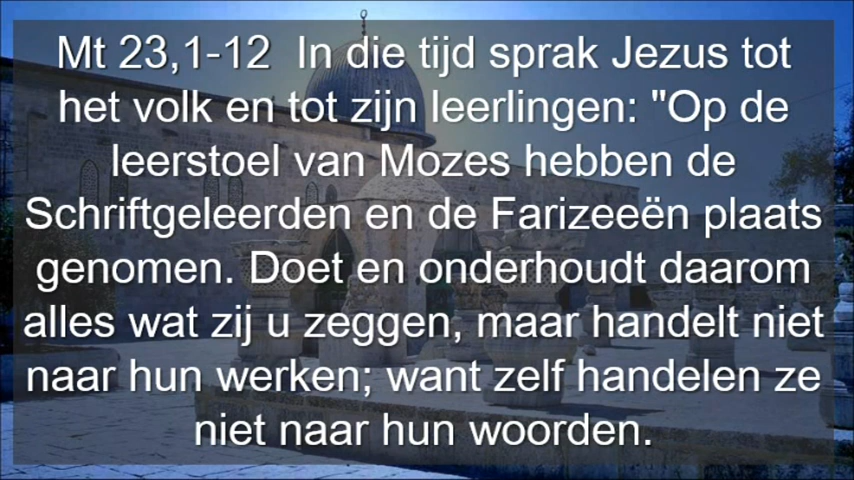 Mt 23,1-12  In die tijd sprak Jezus tot
het volk en tot zijn leerlingen: "Op de
leerstoel van Mozes hebben de
Schriftgeleerden en de Farizeeën plaats
genomen. Doet en onderhoudt daarom
alles wat zij u zeggen, maar handelt niet
naar hun werken; want zelf handelen ze
niet naar hun woorden.